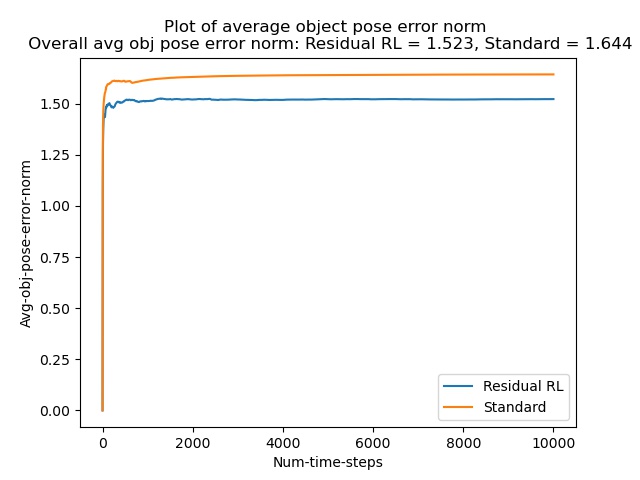 Plot of average object pose error norm
Overall avg obj pose error norm: Residual RL = 1.523, Standard = 1.644
Avg-obj-pose-error-norm
1.50
1.25
1.00
0.75
0.50
0.25
0.00
Residual RL
Standard
0 2000 4000 6000 8000 10000
Num-time-steps